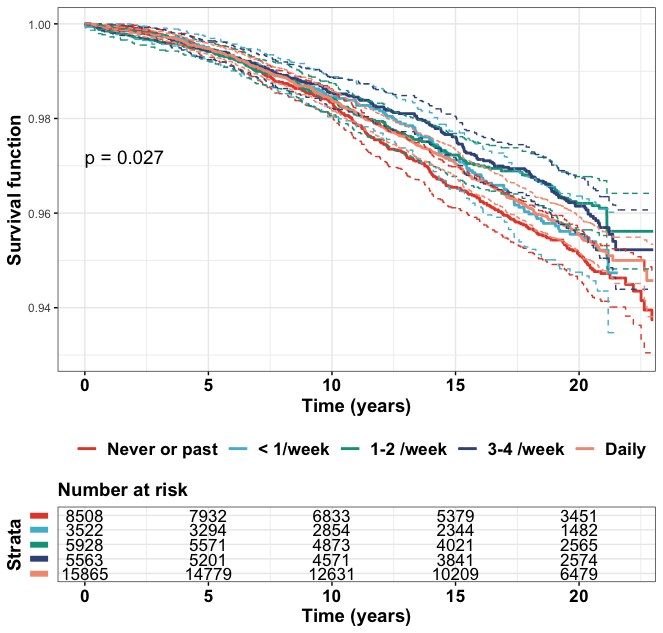 1.00
0.98
0.96
0.94
Survival function
p = 0.027
0 5 10 15 20
Time (years)
Never or past < 1/week 1-2 /week 3-4 /week Daily
Number at risk
Strata
8508 7932 6833 5379 3451
3522 3294 2854 2344 1482
5928 5571 4873 4021 2565
5563 5201 4571 3841 2574
15865 14779 12631 10209 6479
0 5 10 15 20
Time (years)